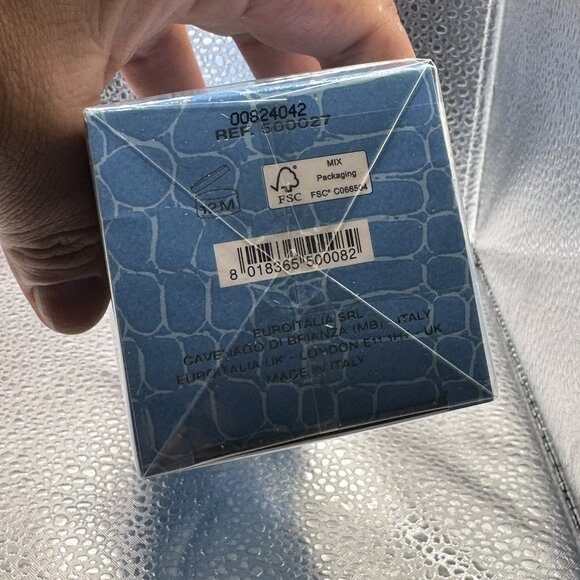 00824042
REF. 500027
MIX
Packaging
FSC® C066504
FSC
12M
8 018365 500082
EUROITALIA SRL
CAVENAGO DI BRIANZA (MB) - ITALY
EUROITALIA UK - LONDON UK
MADE IN ITALY